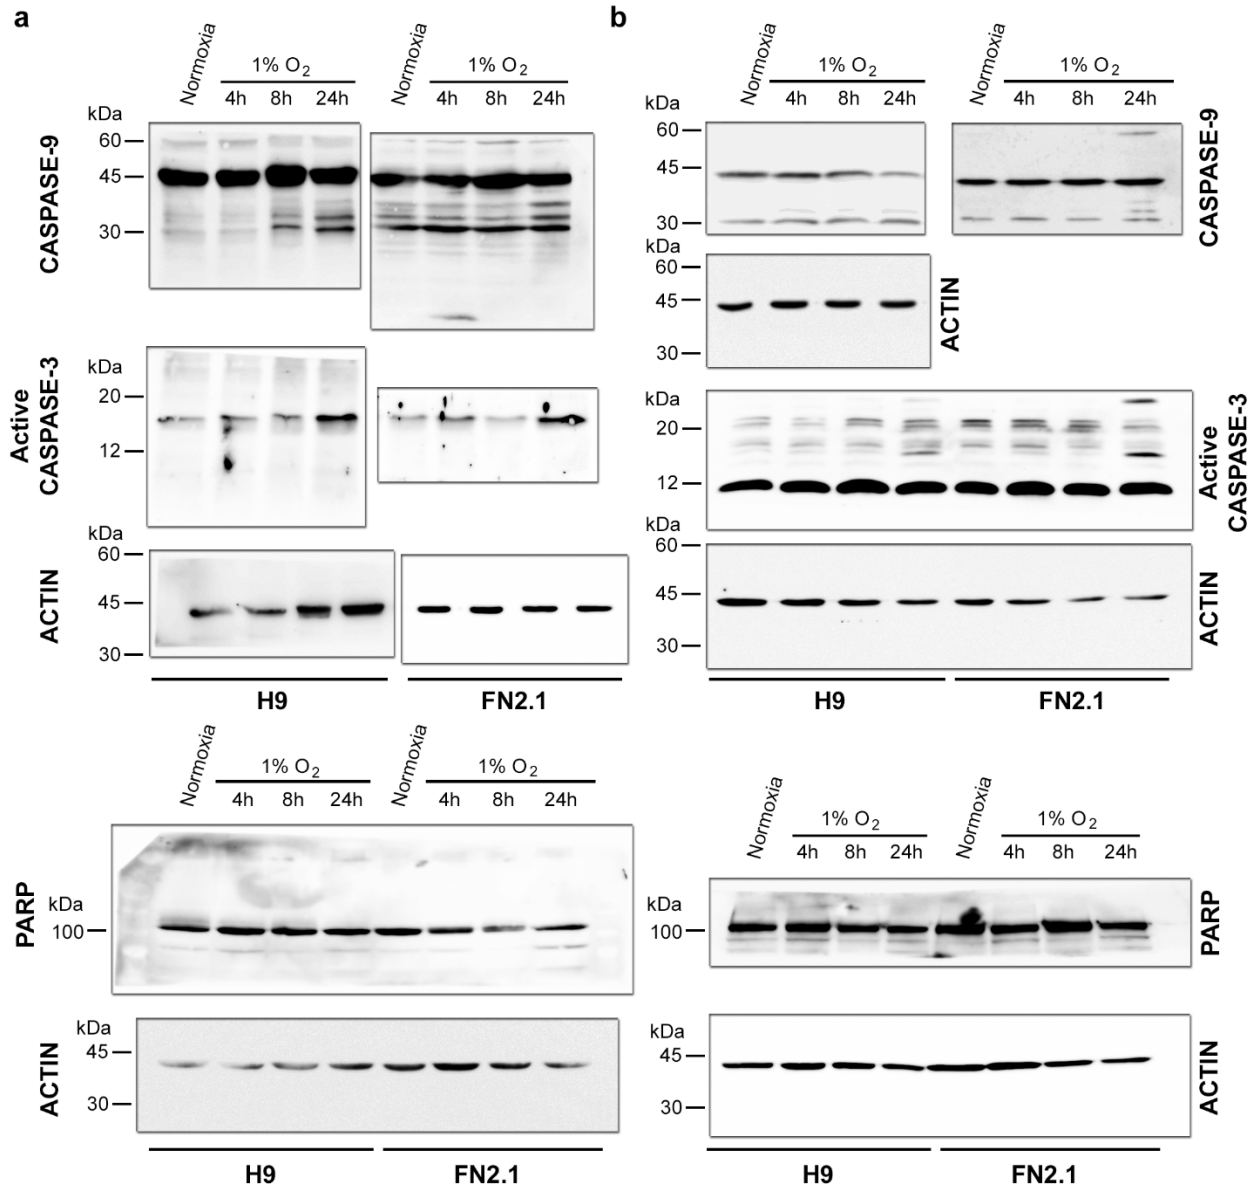 a
Normoxia
1% O2
4h 8h 24h
Normoxia
1% O2
4h 8h 24h
kDa
60
45
30
CASPASE-9
kDa
20
12
Active
CASPASE-3
kDa
60
45
30
ACTIN
H9 FN2.1
Normoxia
1% O2
4h 8h 24h
Normoxia
1% O2
4h 8h 24h
kDa
100
PARP
kDa
45
30
ACTIN
H9 FN2.1
b
Normoxia
1% O2
4h 8h 24h
Normoxia
1% O2
4h 8h 24h
kDa
60
45
30
CASPASE-9
kDa
60
45
30
ACTIN
kDa
20
12
Active
CASPASE-3
kDa
60
45
30
ACTIN
H9 FN2.1
Normoxia
1% O2
4h 8h 24h
Normoxia
1% O2
4h 8h 24h
kDa
100
PARP
kDa
45
30
ACTIN
H9 FN2.1